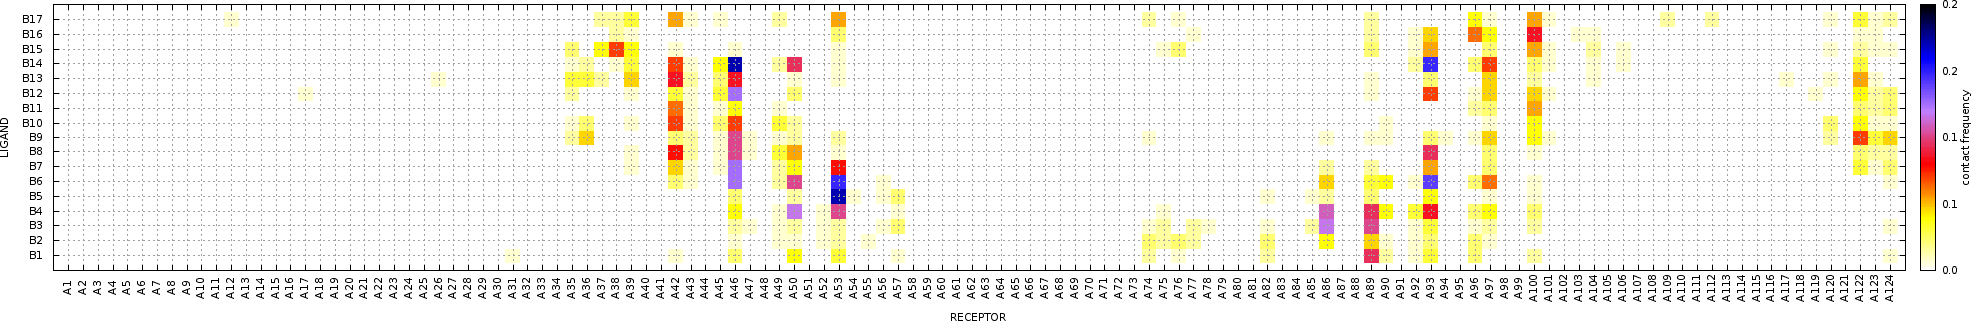 B17
B16
B15
B14
B13
B12
B11
B10
B9
B8
B7
B6
B5
B4
B3
B2
B1
LIGAND
A1 A2 A3 A4 A5 A6 A7 A8 A9 A10 A11 A12 A13 A14 A15 A16 A17 A18 A19 A20 A21 A22 A23 A24 A25 A26 A27 A28 A29 A30 A31 A32 A33 A34 A35 A36 A37 A38 A39 A40 A41 A42 A43 A44 A45 A46 A47 A48 A49 A50 A51 A52 A53 A54 A55 A56 A57 A58 A59 A60 A61 A62 A63 A64 A65 A66 A67 A68 A69 A70 A71 A72 A73 A74 A75 A76 A77 A78 A79 A80 A81 A82 A83 A84 A85 A86 A87 A88 A89 A90 A91 A92 A93 A94 A95 A96 A97 A98 A99 A100 A101 A102 A103 A104 A105 A106 A107 A108 A109 A110 A111 A112 A113 A114 A115 A116 A117 A118 A119 A120 A121 A122 A123 A124
RECEPTOR
0.2
0.2
0.1
0.1
0.0
contact frequency